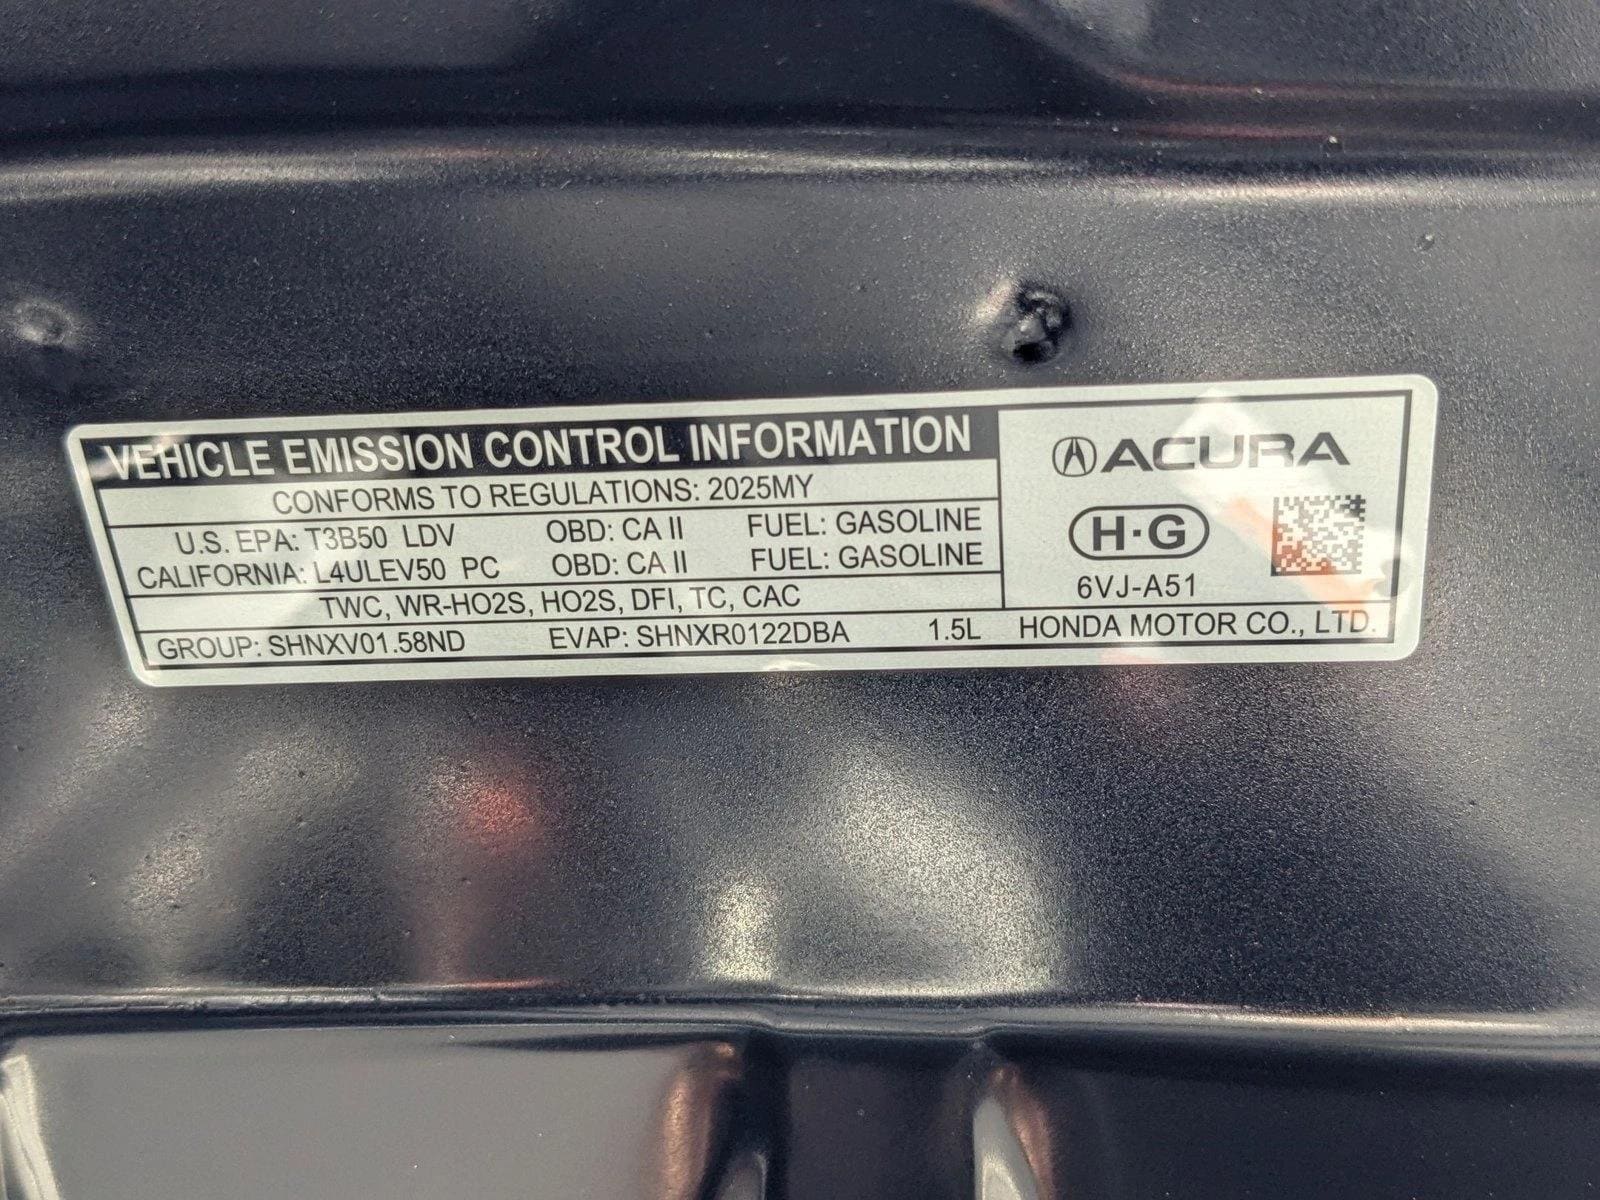 VEHICLE EMISSION CONTROL INFORMATION
CONFORMS TO REGULATIONS: 2025MY
U.S. EPA: T3B50 LDV OBD: CA II FUEL: GASOLINE
CALIFORNIA: L4ULEV50 PC OBD: CA II FUEL: GASOLINE
TWC, WR-HO2S, HO2S, DFI, TC, CAC
GROUP: SHNXV01.58ND EVAP: SHNXR0122DBA 1.5L
ACURA
H·G
6VJ-A51
HONDA MOTOR CO., LTD.